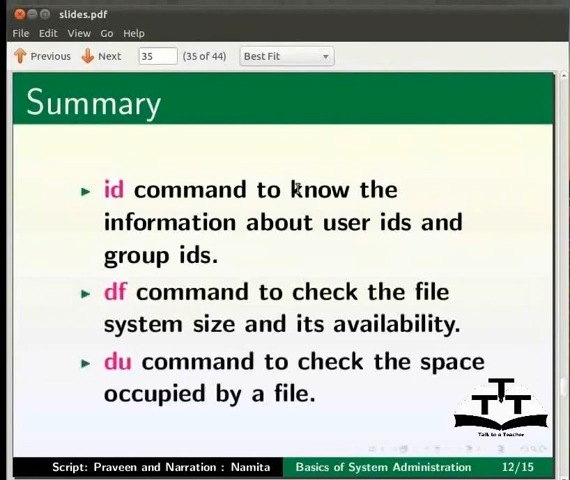 slides.pdf
File Edit View Go Help
Previous Next 35 (35 of 44) Best Fit
Summary
id command to know the
information about user ids and
group ids.
df command to check the file
system size and its availability.
du command to check the space
occupied by a file.
TTT
Talk to a Teacher
Script: Praveen and Narration : Namita Basics of System Administration 12/15